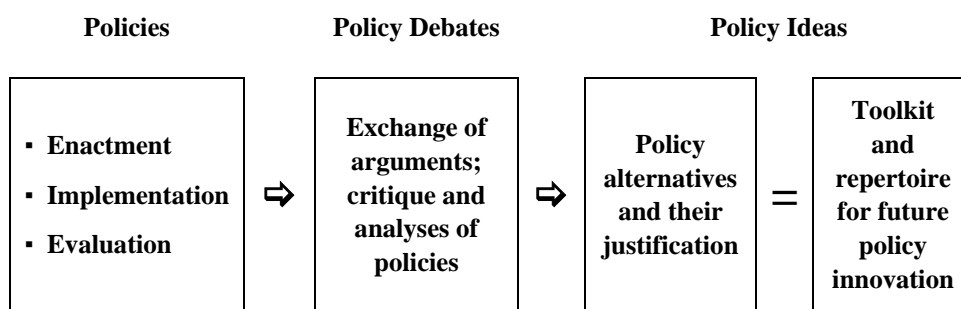 Policies
Policy Debates
Policy Ideas
▪ Enactment
▪ Implementation
▪ Evaluation
⇨
Exchange of
arguments;
critique and
analyses of
policies
⇨
Policy
alternatives
and their
justification
=
Toolkit
and
repertoire
for future
policy
innovation